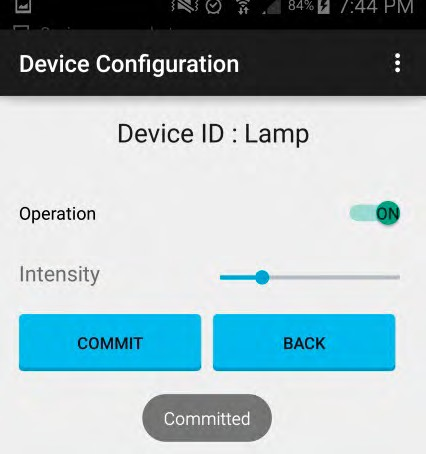 84% 7:44 PM
Device Configuration
Device ID : Lamp
Operation ON
Intensity
COMMIT BACK
Committed